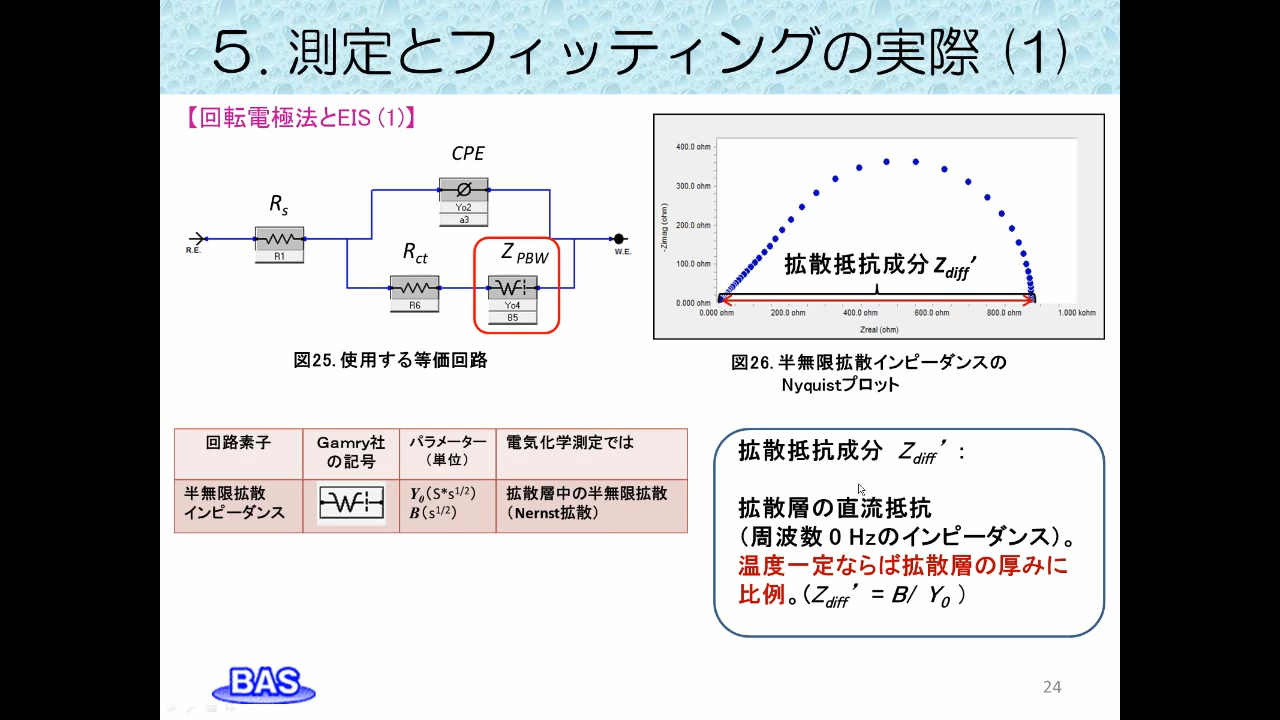 ５. 測定とフィッティングの実際 (1)
【回転電極法とEIS (1)】
CPE
Yo2
a3
Rs
R.E.
R1
Rct
R6
Z PBW
Yo4
B5
W.E.
図25. 使用する等価回路
400.0 ohm
300.0 ohm
200.0 ohm
100.0 ohm
0.000 ohm
-Zimag (ohm)
拡散抵抗成分 Zdiff’
0.000 ohm 200.0 ohm 400.0 ohm 600.0 ohm 800.0 ohm 1.000 kohm
Zreal (ohm)
図26. 半無限拡散インピーダンスの
Nyquistプロット
回路素子
Gamry社
の記号
パラメーター
（単位）
電気化学測定では
半無限拡散
インピーダンス
W
Y0（S*s1/2）
B（s1/2）
拡散層中の半無限拡散
（Nernst拡散）
拡散抵抗成分 Zdiff’：
拡散層の直流抵抗
（周波数 0 Hzのインピーダンス）。
温度一定ならば拡散層の厚みに
比例。（Zdiff’ = B/ Y0 ）
BAS
24